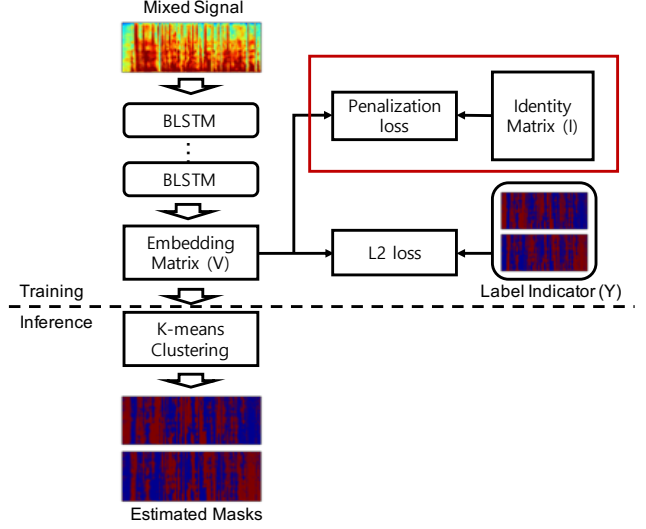 Mixed Signal
BLSTM
BLSTM
Embedding
Matrix (V)
Penalization
loss
Identity
Matrix (I)
L2 loss
Label Indicator (Y)
Training
Inference
K-means
Clustering
Estimated Masks